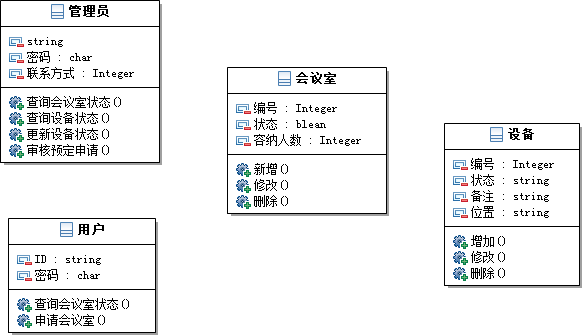 管理员
string
密码 : char
联系方式 : Integer
查询会议室状态()
查询设备状态()
更新设备状态()
审核预定申请()
会议室
编号 : Integer
状态 : blean
容纳人数 : Integer
新增()
修改()
删除()
设备
编号 : Integer
状态 : string
备注 : string
位置 : string
增加()
修改()
删除()
用户
ID : string
密码 : char
查询会议室状态()
申请会议室()